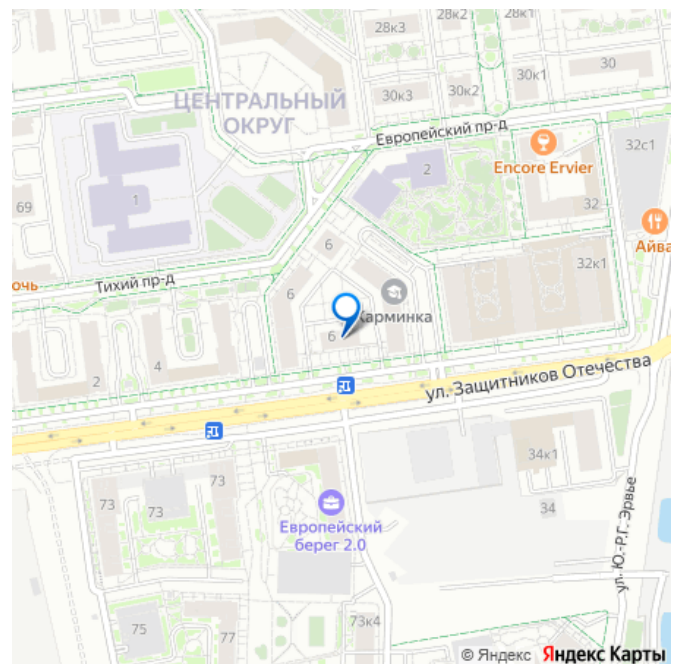 28к3
28к2
28к1
30к3
30к2
30к1
30
ЦЕНТРАЛЬНЫЙ
ОКРУГ
Европейский пр-д
Encore Ervier
32с1
1
2
69
32
Айва
6
32к1
очь
Тихий пр-д
6
Карминка
6
2
4
ул. Защитников Отечества
34к1
73
73
73
34
Европейский
берег 2.0
ул. Ю.-Р.Г. Эрвье
75
77
73к4
© Яндекс Яндекс Карты